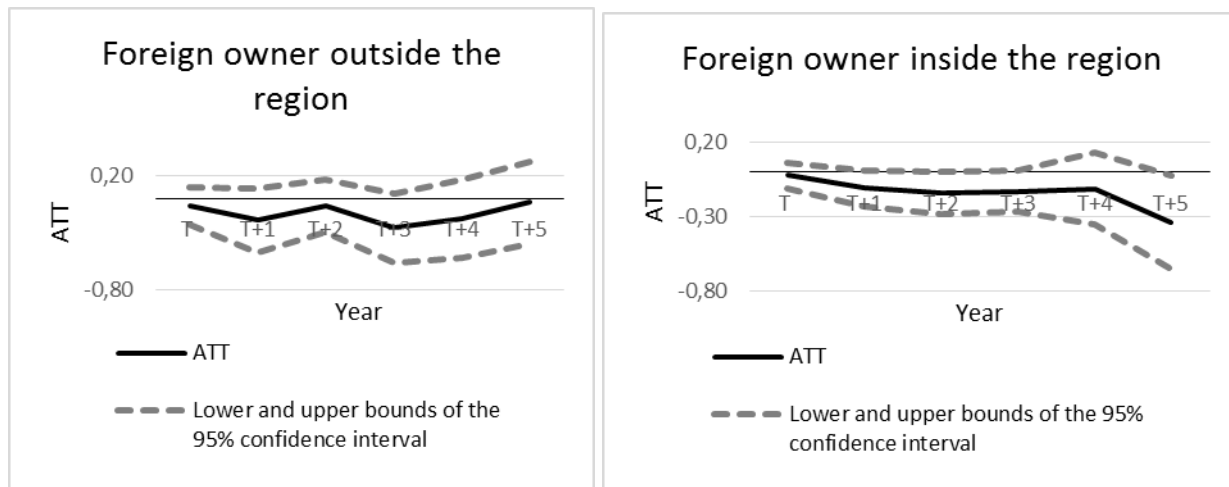 Foreign owner outside the
region
0,20
-0,80
ATT
T T+1 T+2 T+3 T+4 T+5
Year
ATT
Lower and upper bounds of the
95% confidence interval
Foreign owner inside the region
0,20
-0,30
-0,80
ATT
T T+1 T+2 T+3 T+4 T+5
Year
ATT
Lower and upper bounds of the 95%
confidence interval